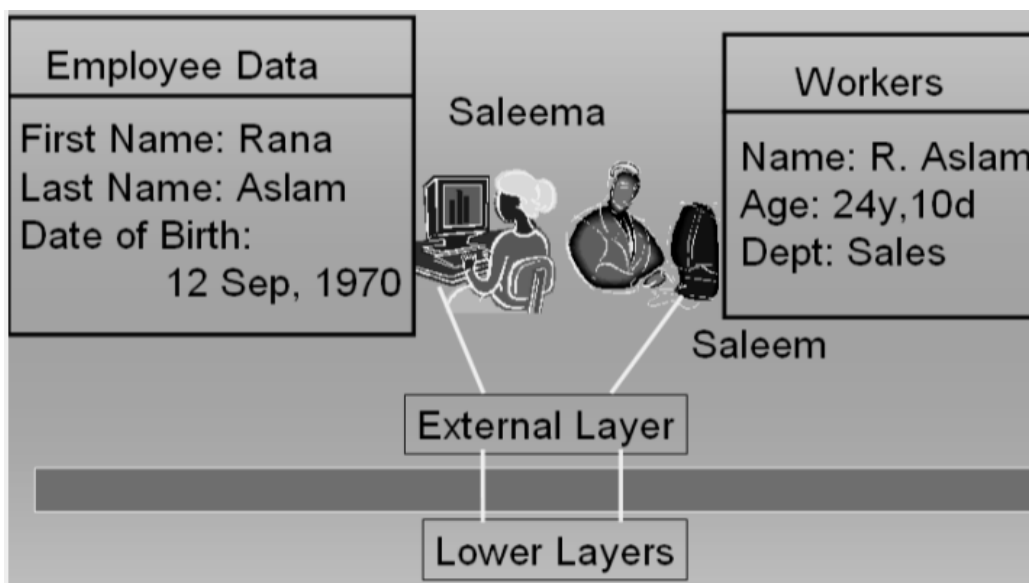 Employee Data
First Name: Rana
Last Name: Aslam
Date of Birth:
12 Sep, 1970
Saleema
Workers
Name: R. Aslam
Age: 24y,10d
Dept: Sales
Saleem
External Layer
Lower Layers